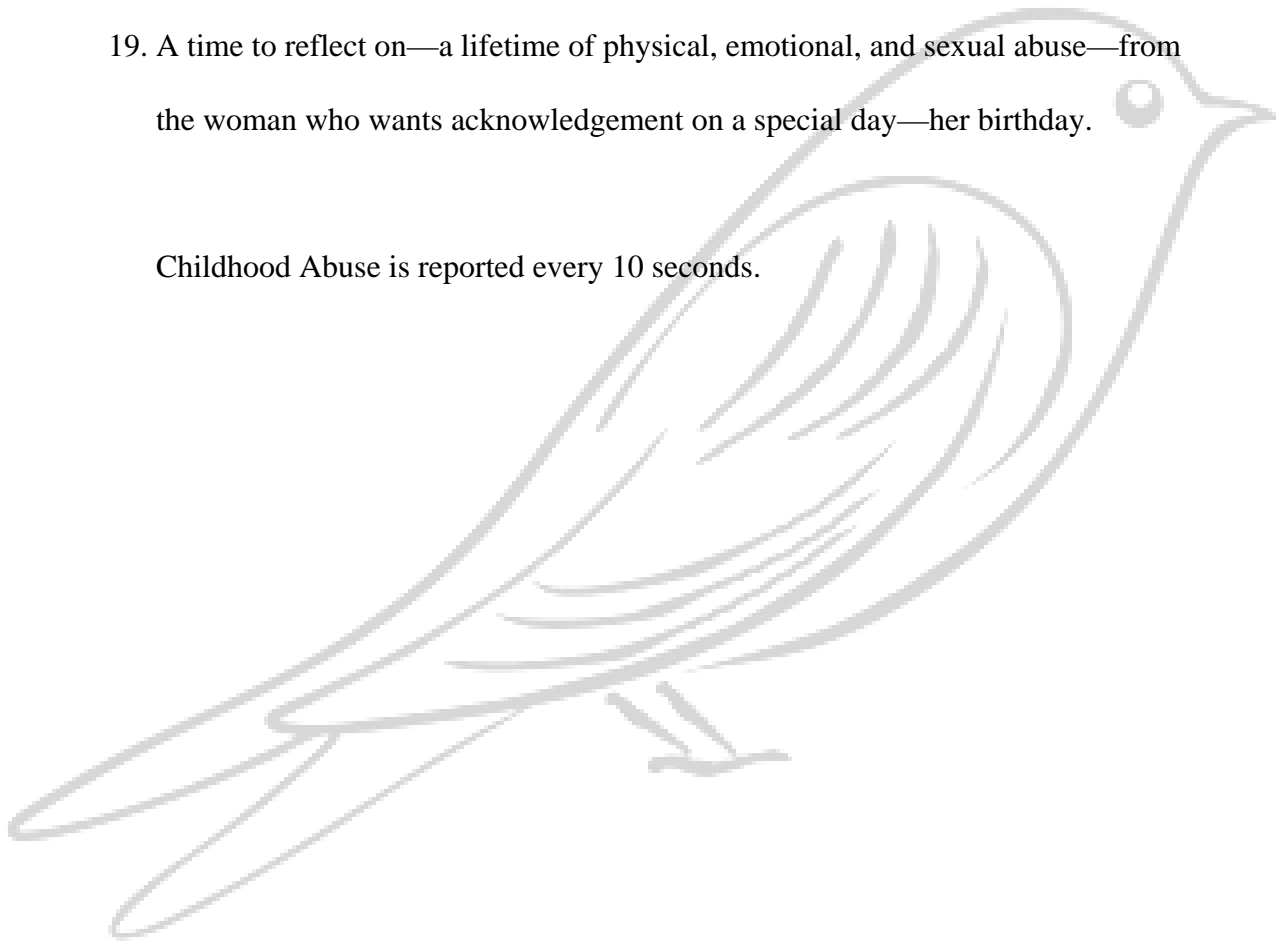 19. A time to reflect on—a lifetime of physical, emotional, and sexual abuse—from
the woman who wants acknowledgement on a special day—her birthday.
Childhood Abuse is reported every 10 seconds.